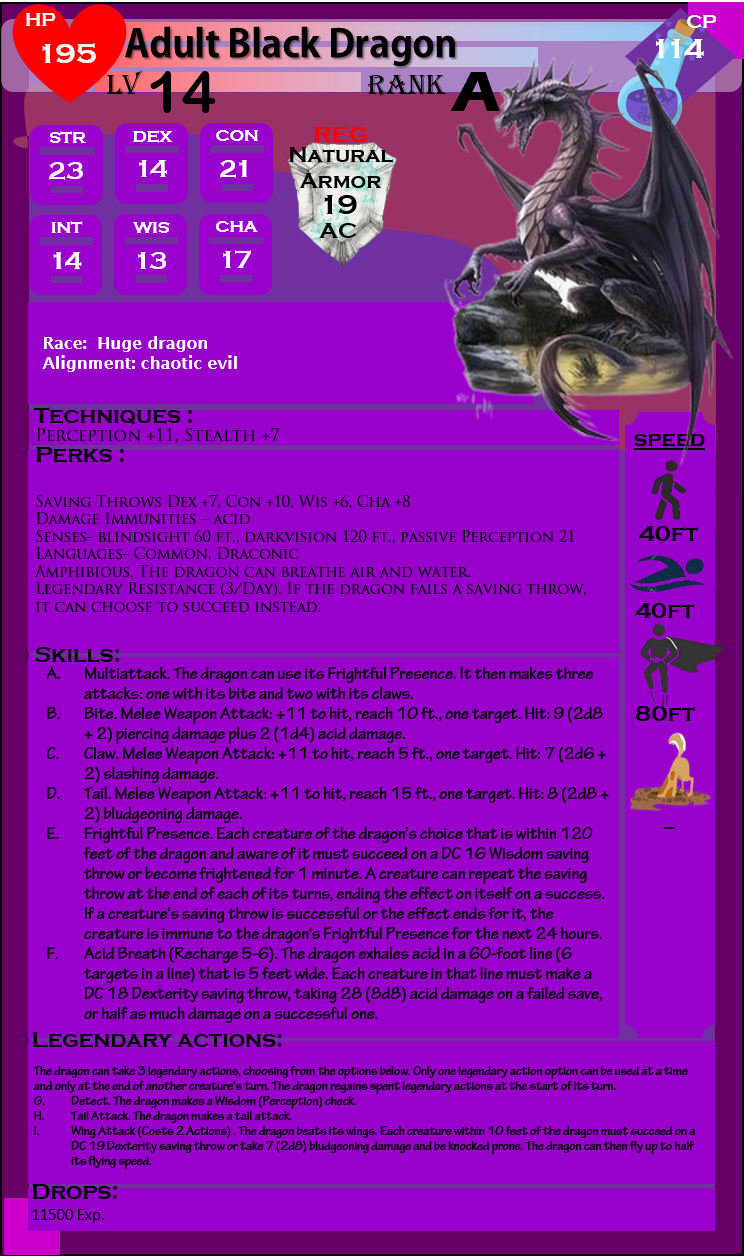 HP
195
Adult Black Dragon
CP
114
LV 14
RANK A
STR
23
DEX
14
CON
21
INT
14
WIS
13
CHA
17
REG
Natural
Armor
19
AC
Race:  Huge dragon
Alignment: chaotic evil
Techniques :
Perception +11, Stealth +7
Perks :
Saving Throws Dex +7, Con +10, Wis +6, Cha +8
Damage Immunities – acid
Senses- blindsight 60 ft., darkvision 120 ft., passive Perception 21
Languages- Common, Draconic
Amphibious. The dragon can breathe air and water.
Legendary Resistance (3/Day). If the dragon fails a saving throw,
it can choose to succeed instead.
Skills:
A. Multiattack. The dragon can use its Frightful Presence. It then makes three
attacks: one with its bite and two with its claws.
B. Bite. Melee Weapon Attack: +11 to hit, reach 10 ft., one target. Hit: 9 (2d8
+ 2) piercing damage plus 2 (1d4) acid damage.
C. Claw. Melee Weapon Attack: +11 to hit, reach 5 ft., one target. Hit: 7 (2d6 +
2) slashing damage.
D. Tail. Melee Weapon Attack: +11 to hit, reach 15 ft., one target. Hit: 8 (2d8 +
2) bludgeoning damage.
E. Frightful Presence. Each creature of the dragon's choice that is within 120
feet of the dragon and aware of it must succeed on a DC 16 Wisdom saving
throw or become frightened for 1 minute. A creature can repeat the saving
throw at the end of each of its turns, ending the effect on itself on a success.
If a creature's saving throw is successful or the effect ends for it, the
creature is immune to the dragon's Frightful Presence for the next 24 hours.
F. Acid Breath (Recharge 5-6). The dragon exhales acid in a 60-foot line (6
targets in a line) that is 5 feet wide. Each creature in that line must make a
DC 18 Dexterity saving throw, taking 28 (8d8) acid damage on a failed save,
or half as much damage on a successful one.
SPEED
40FT
40FT
80FT
–
Legendary actions:
The dragon can take 3 legendary actions, choosing from the options below. Only one legendary action option can be used at a time
and only at the end of another creature's turn. The dragon regains spent legendary actions at the start of its turn.
G. Detect. The dragon makes a Wisdom (Perception) check.
H. Tail Attack. The dragon makes a tail attack.
I. Wing Attack (Costs 2 Actions) . The dragon beats its wings. Each creature within 10 feet of the dragon must succeed on a
DC 19 Dexterity saving throw or take 7 (2d8) bludgeoning damage and be knocked prone. The dragon can then fly up to half
its flying speed.
Drops:
11500 Exp.